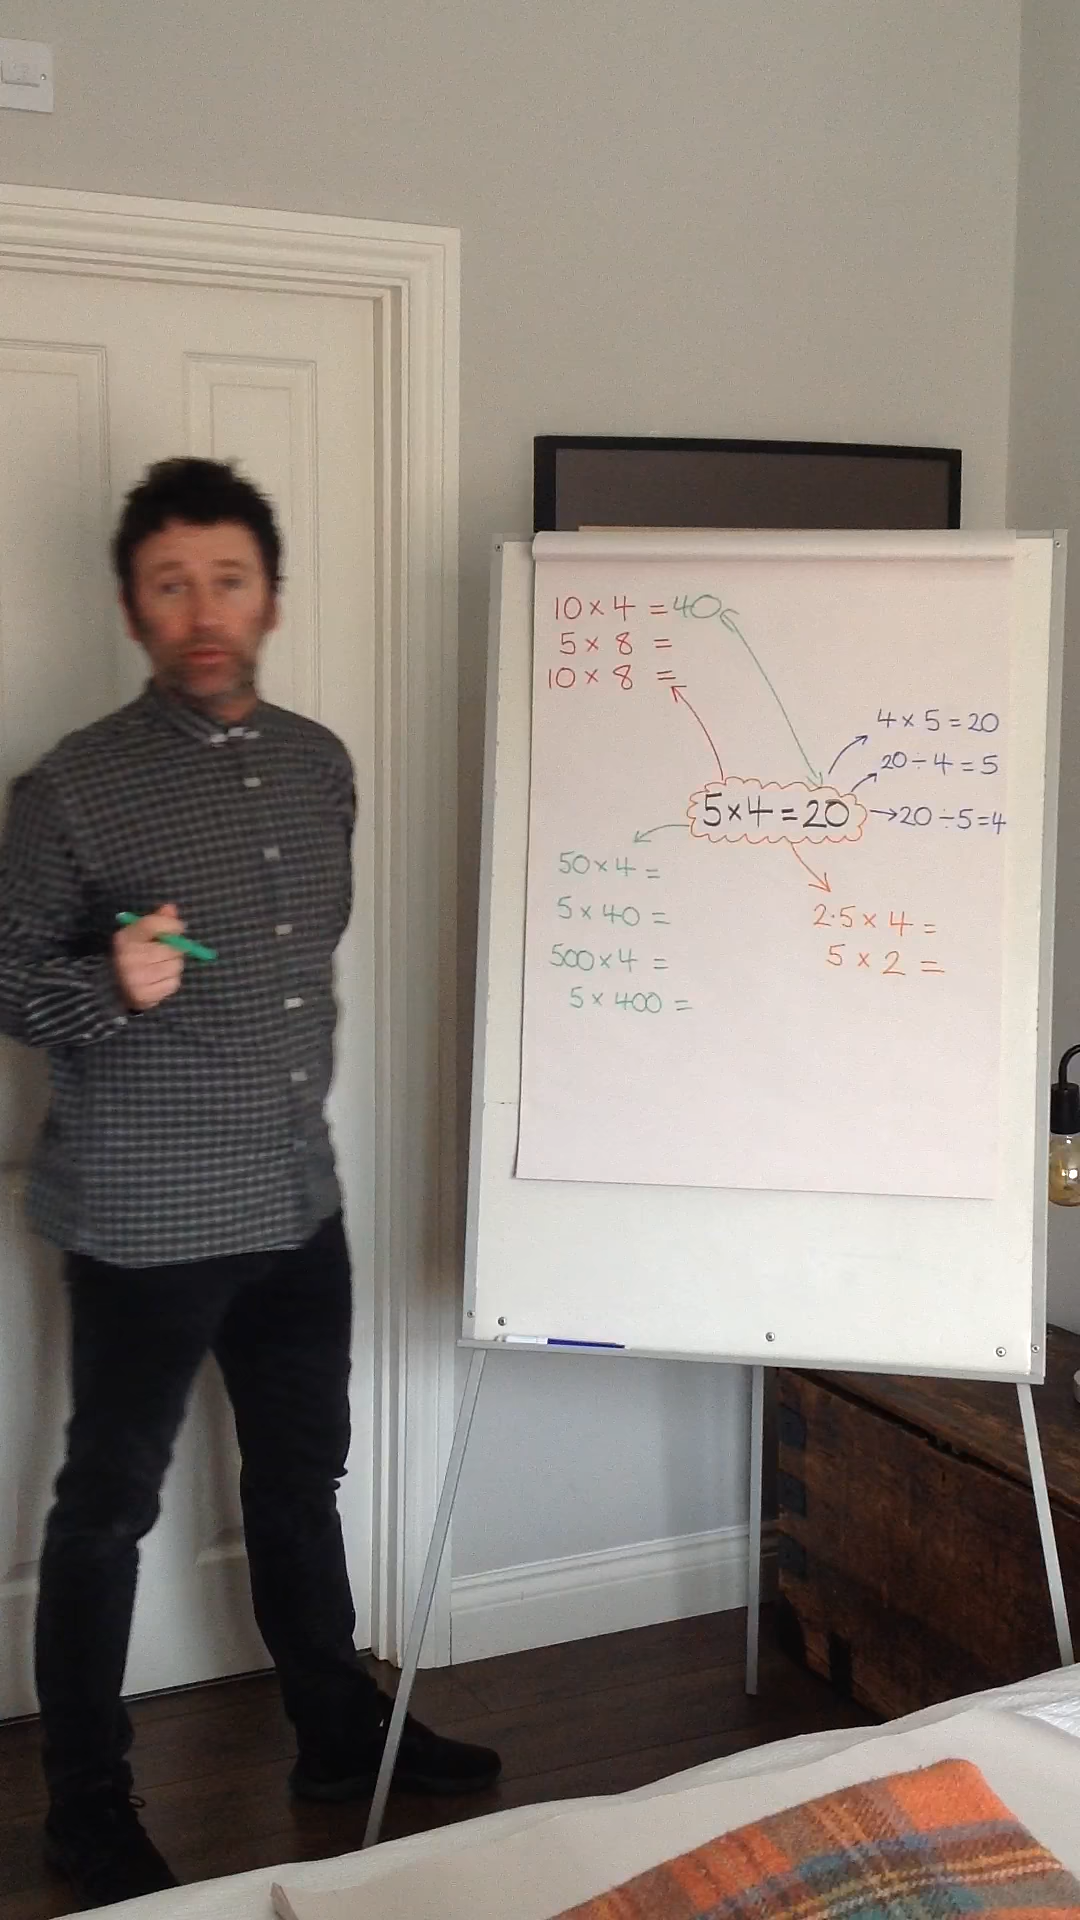 10 × 4 = 40
5 × 8 =
10 × 8 =
4 × 5 = 20
20 ÷ 4 = 5
5 × 4 = 20
20 ÷ 5 = 4
50 × 4 =
5 × 40 =
500 × 4 =
5 × 400 =
2·5 × 4 =
5 × 2 =